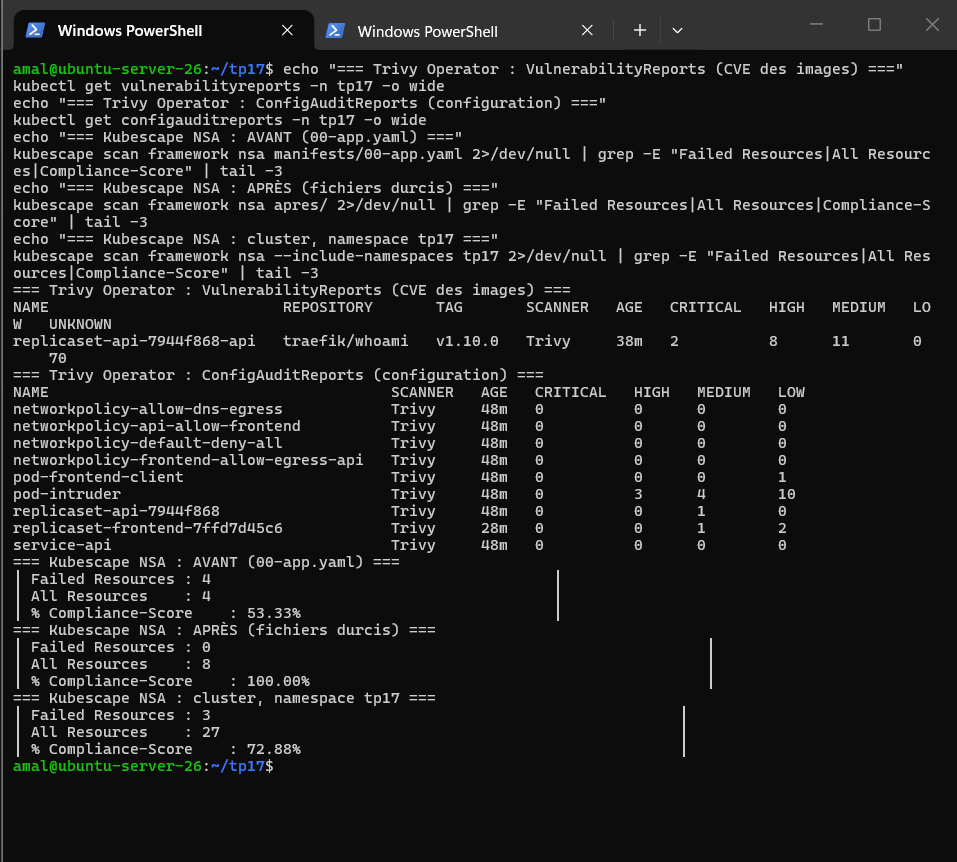 Windows PowerShell
Windows PowerShell
amal@ubuntu-server-26:~/tp17$ echo "=== Trivy Operator : VulnerabilityReports (CVE des images) ==="
kubectl get vulnerabilityreports -n tp17 -o wide
echo "=== Trivy Operator : ConfigAuditReports (configuration) ==="
kubectl get configauditreports -n tp17 -o wide
echo "=== Kubescape NSA : AVANT (00-app.yaml) ==="
kubescape scan framework nsa manifests/00-app.yaml 2>/dev/null | grep -E "Failed Resources|All Resourc
es|Compliance-Score" | tail -3
echo "=== Kubescape NSA : APRÈS (fichiers durcis) ==="
kubescape scan framework nsa apres/ 2>/dev/null | grep -E "Failed Resources|All Resources|Compliance-S
core" | tail -3
echo "=== Kubescape NSA : cluster, namespace tp17 ==="
kubescape scan framework nsa --include-namespaces tp17 2>/dev/null | grep -E "Failed Resources|All Res
ources|Compliance-Score" | tail -3
=== Trivy Operator : VulnerabilityReports (CVE des images) ===
NAME                          REPOSITORY       TAG       SCANNER   AGE   CRITICAL   HIGH   MEDIUM   LO
W   UNKNOWN
replicaset-api-7944f868-api   traefik/whoami   v1.10.0   Trivy     38m   2          8      11       0
    70
=== Trivy Operator : ConfigAuditReports (configuration) ===
NAME                                      SCANNER   AGE   CRITICAL   HIGH   MEDIUM   LOW
networkpolicy-allow-dns-egress            Trivy     48m   0          0      0        0
networkpolicy-api-allow-frontend          Trivy     48m   0          0      0        0
networkpolicy-default-deny-all            Trivy     48m   0          0      0        0
networkpolicy-frontend-allow-egress-api   Trivy     48m   0          0      0        0
pod-frontend-client                       Trivy     48m   0          0      0        1
pod-intruder                              Trivy     48m   0          3      4        10
replicaset-api-7944f868                   Trivy     48m   0          0      1        0
replicaset-frontend-7ffd7d45c6            Trivy     28m   0          0      1        2
service-api                               Trivy     48m   0          0      0        0
=== Kubescape NSA : AVANT (00-app.yaml) ===
│ Failed Resources : 4                                      │
│ All Resources    : 4                                      │
│ % Compliance-Score    : 53.33%                            │
=== Kubescape NSA : APRÈS (fichiers durcis) ===
│ Failed Resources : 0                                                       │
│ All Resources    : 8                                                       │
│ % Compliance-Score    : 100.00%                                            │
=== Kubescape NSA : cluster, namespace tp17 ===
│ Failed Resources : 3                                                    │
│ All Resources    : 27                                                   │
│ % Compliance-Score    : 72.88%                                          │
amal@ubuntu-server-26:~/tp17$